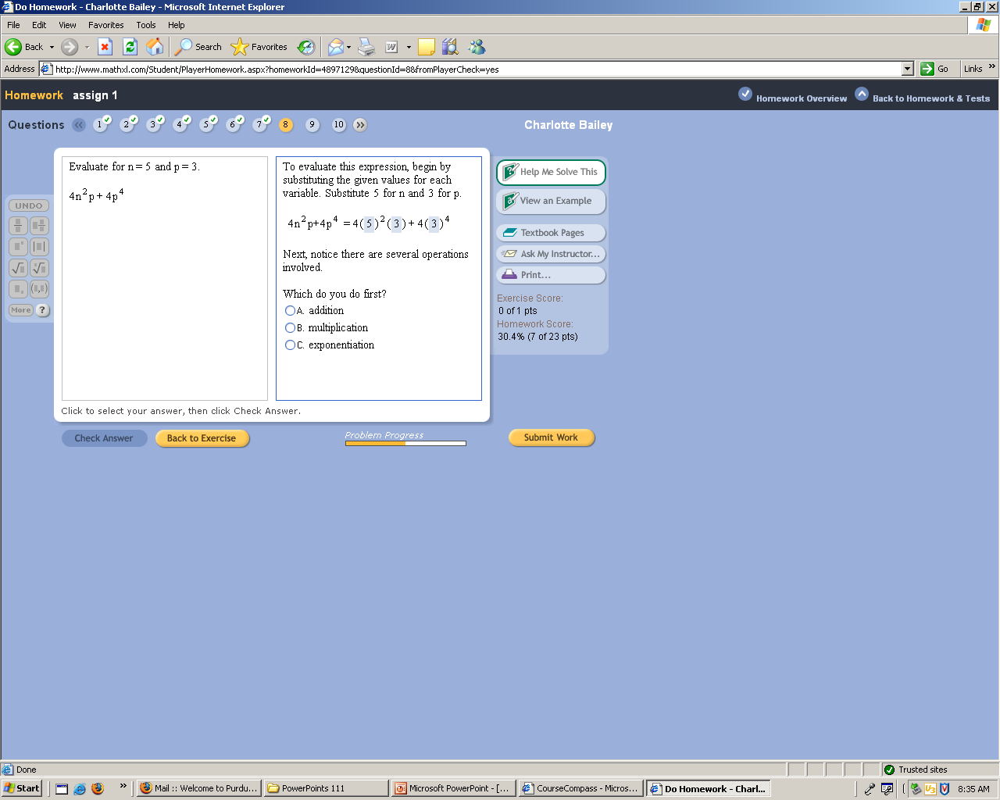 Do Homework - Charlotte Bailey - Microsoft Internet Explorer
File Edit View Favorites Tools Help
Back Search Favorites
Address http://www.mathxl.com/Student/PlayerHomework.aspx?homeworkId=4897129&questionId=8&fromPlayerCheck=yes Go Links »
Homework assign 1 Homework Overview Back to Homework & Tests
Questions « 1 2 3 4 5 6 7 8 9 10 » Charlotte Bailey
Evaluate for n = 5 and p = 3.
4n²p + 4p⁴
To evaluate this expression, begin by
substituting the given values for each
variable. Substitute 5 for n and 3 for p.
4n²p+4p⁴ = 4(5)²(3) + 4(3)⁴
Next, notice there are several operations
involved.
Which do you do first?
A. addition
B. multiplication
C. exponentiation
Click to select your answer, then click Check Answer.
UNDO
More ?
Help Me Solve This
View an Example
Textbook Pages
Ask My Instructor...
Print...
Exercise Score:
0 of 1 pts
Homework Score:
30.4% (7 of 23 pts)
Check Answer Back to Exercise Problem Progress Submit Work
Done Trusted sites
Start » Mail :: Welcome to Purdu... PowerPoints 111 Microsoft PowerPoint - [... CourseCompass - Micros... Do Homework - Charl... 8:35 AM